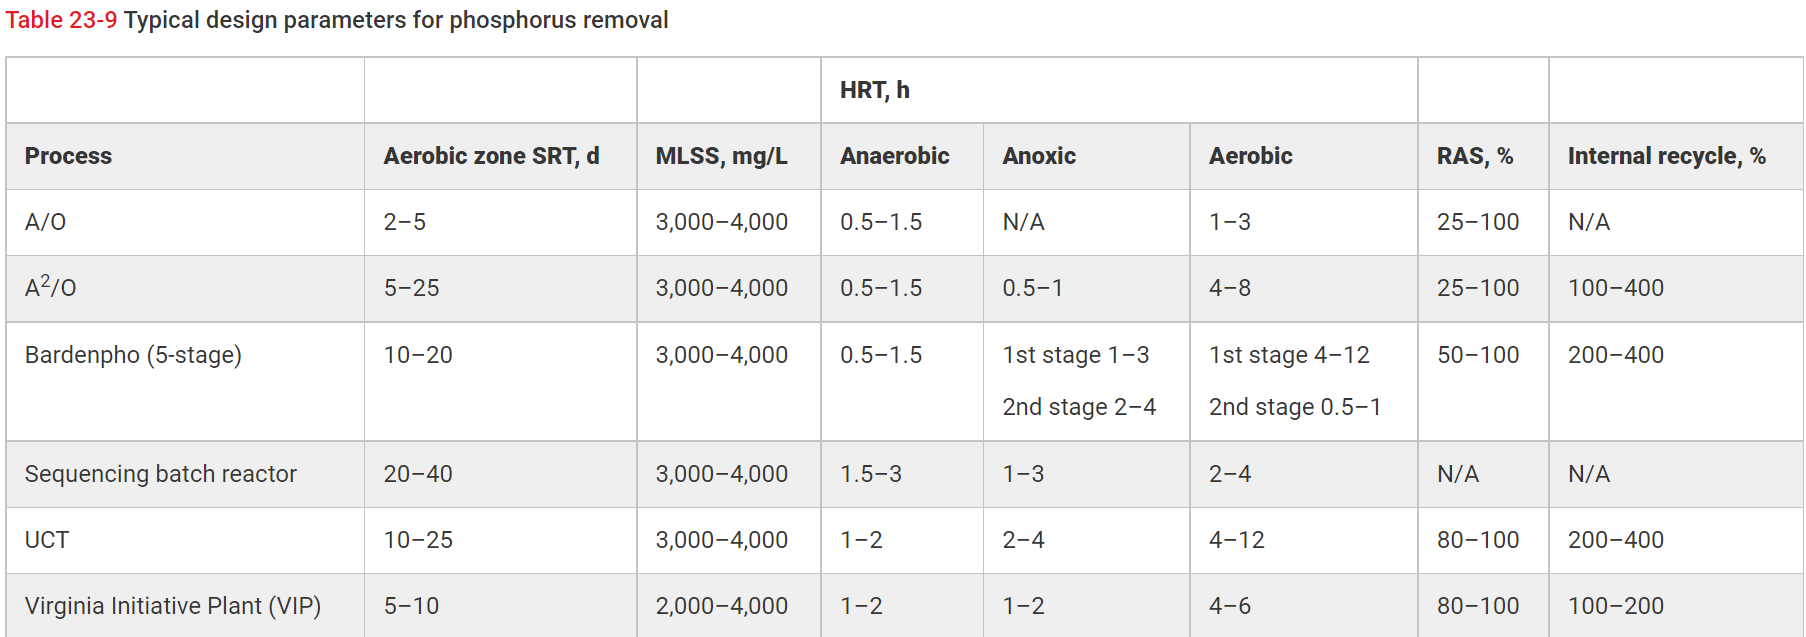 Table 23-9 Typical design parameters for phosphorus removal
HRT, h
Process Aerobic zone SRT, d MLSS, mg/L Anaerobic Anoxic Aerobic RAS, % Internal recycle, %
A/O 2–5 3,000–4,000 0.5–1.5 N/A 1–3 25–100 N/A
A²/O 5–25 3,000–4,000 0.5–1.5 0.5–1 4–8 25–100 100–400
Bardenpho (5-stage) 10–20 3,000–4,000 0.5–1.5 1st stage 1–3 1st stage 4–12 50–100 200–400
2nd stage 2–4 2nd stage 0.5–1
Sequencing batch reactor 20–40 3,000–4,000 1.5–3 1–3 2–4 N/A N/A
UCT 10–25 3,000–4,000 1–2 2–4 4–12 80–100 200–400
Virginia Initiative Plant (VIP) 5–10 2,000–4,000 1–2 1–2 4–6 80–100 100–200